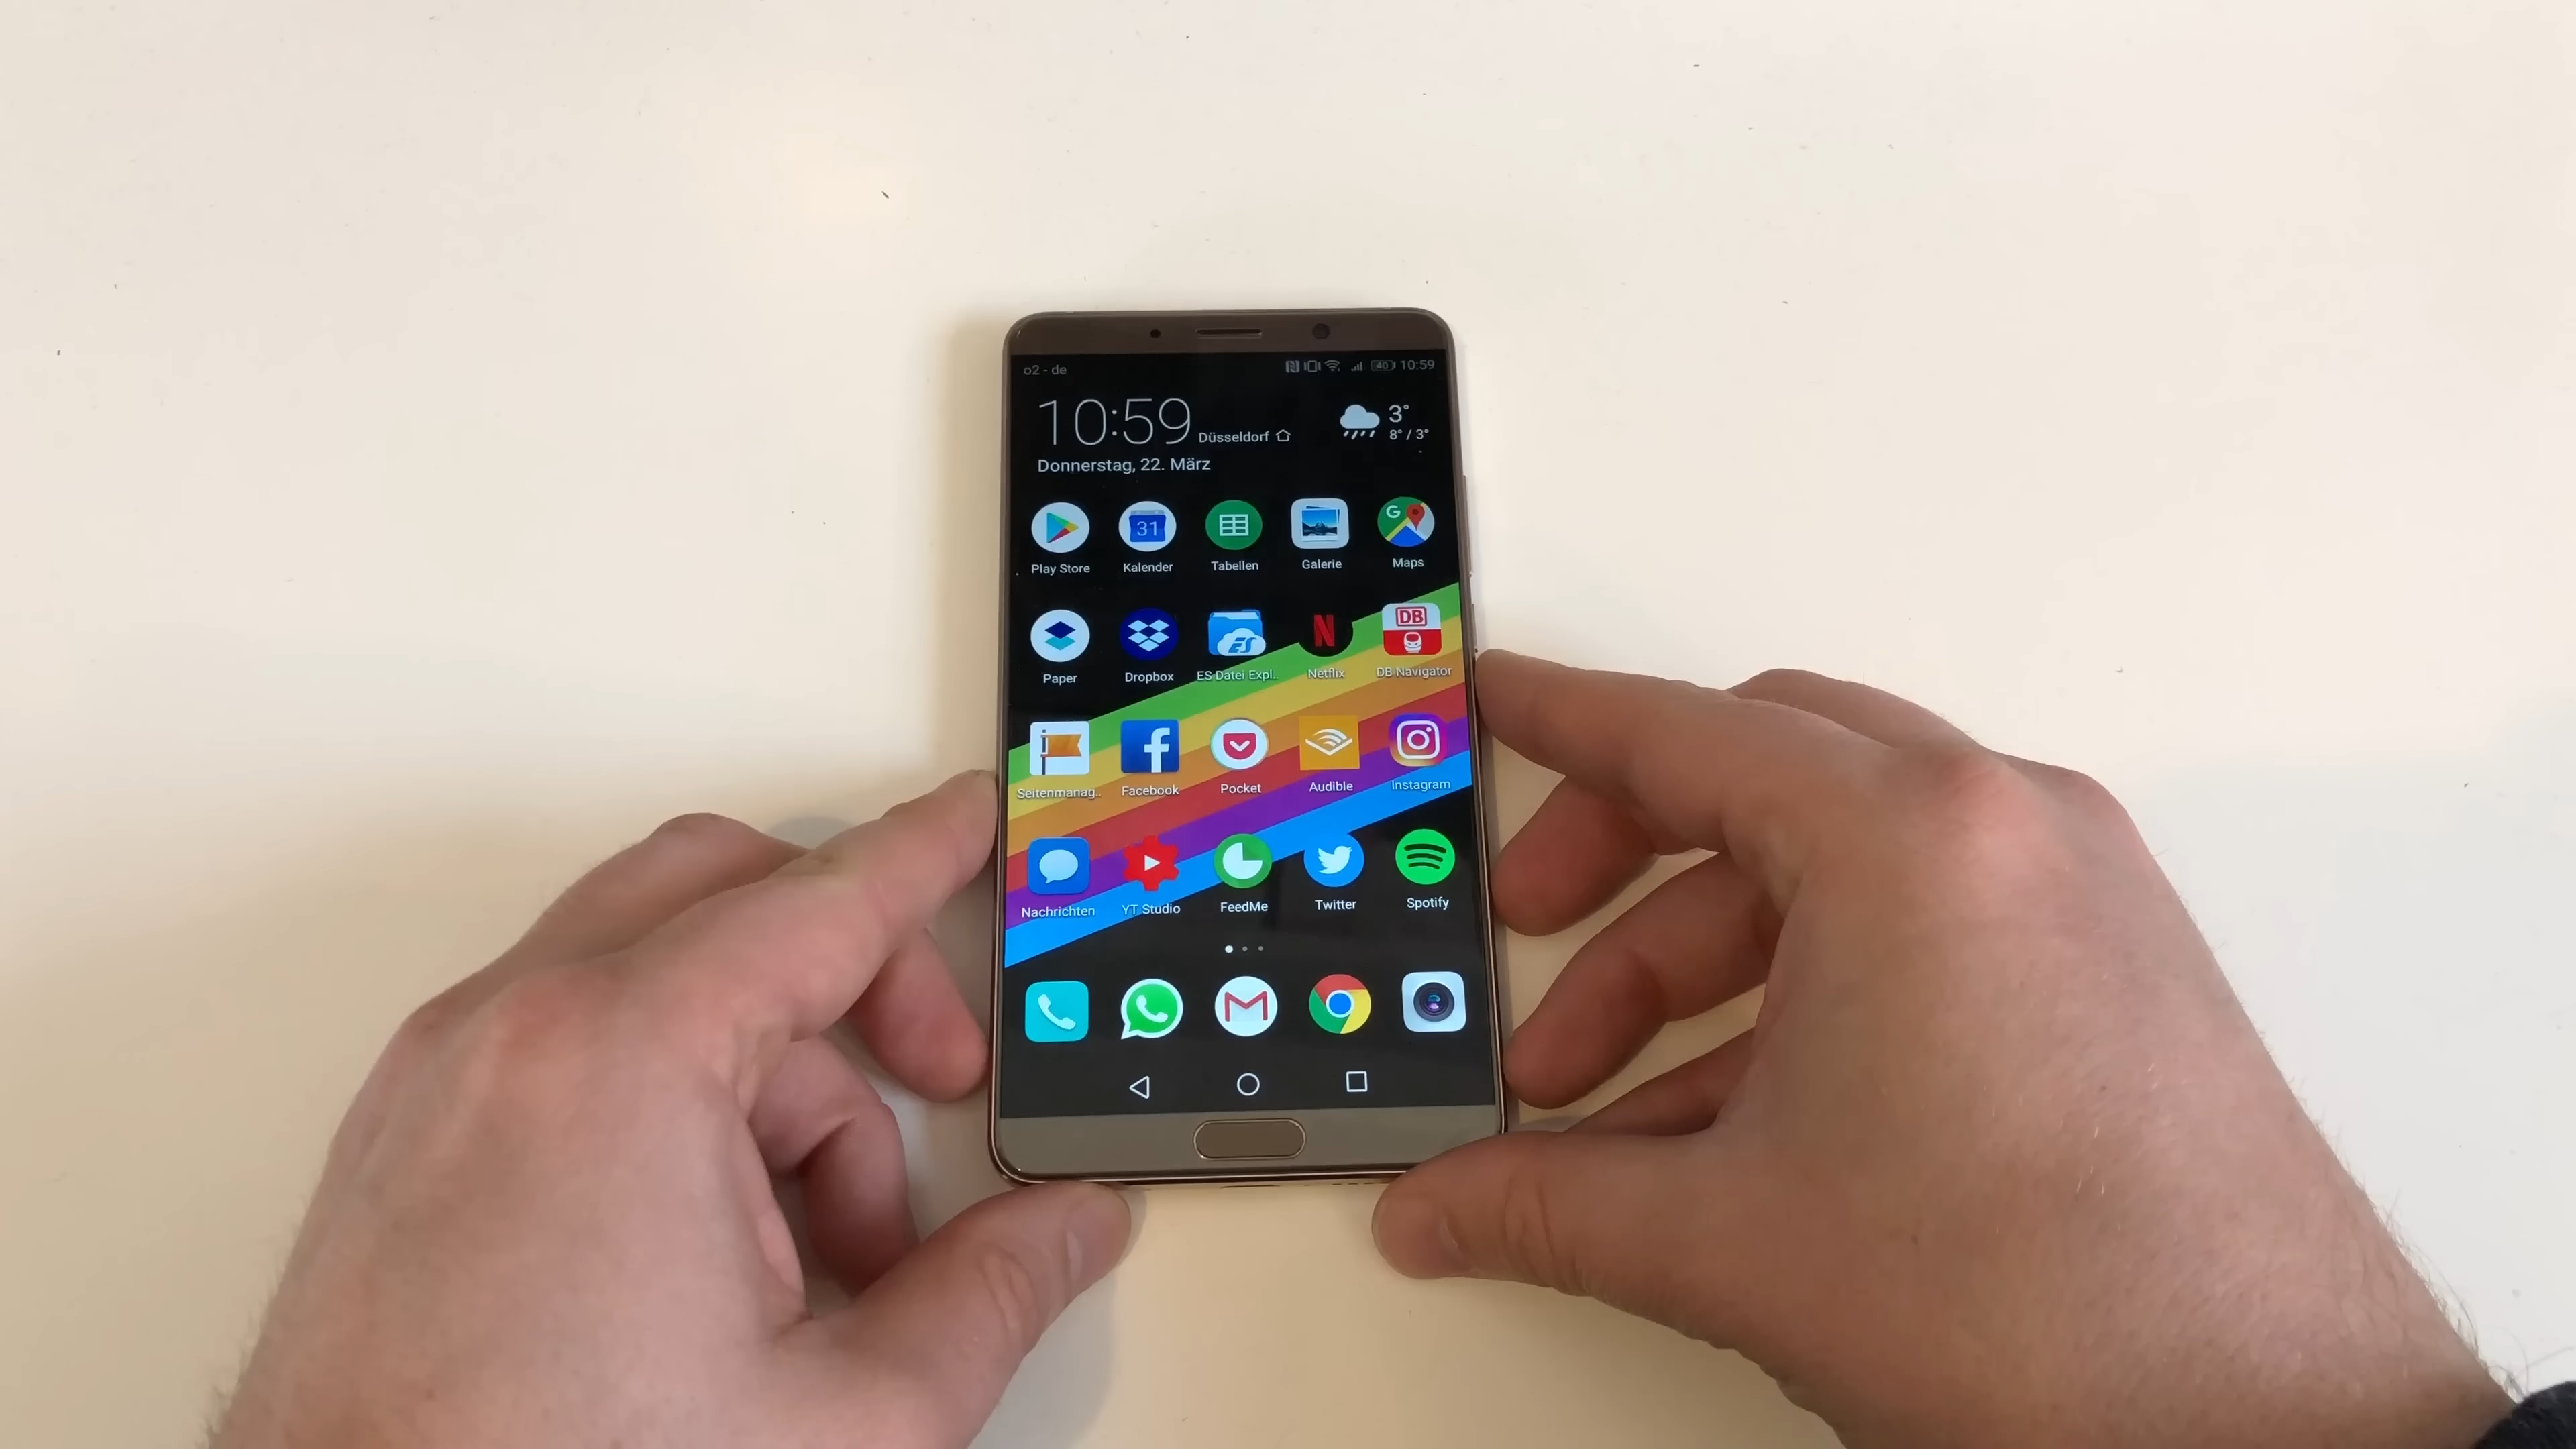 o2 - de 40 10:59
10:59 Düsseldorf 3°
8° / 3°
Donnerstag, 22. März
31 G
Play Store Kalender Tabellen Galerie Maps
ES N DB
Paper Dropbox ES Datei Expl.. Netflix DB Navigator
f
Seitenmanag.. Facebook Pocket Audible Instagram
Nachrichten YT Studio FeedMe Twitter Spotify